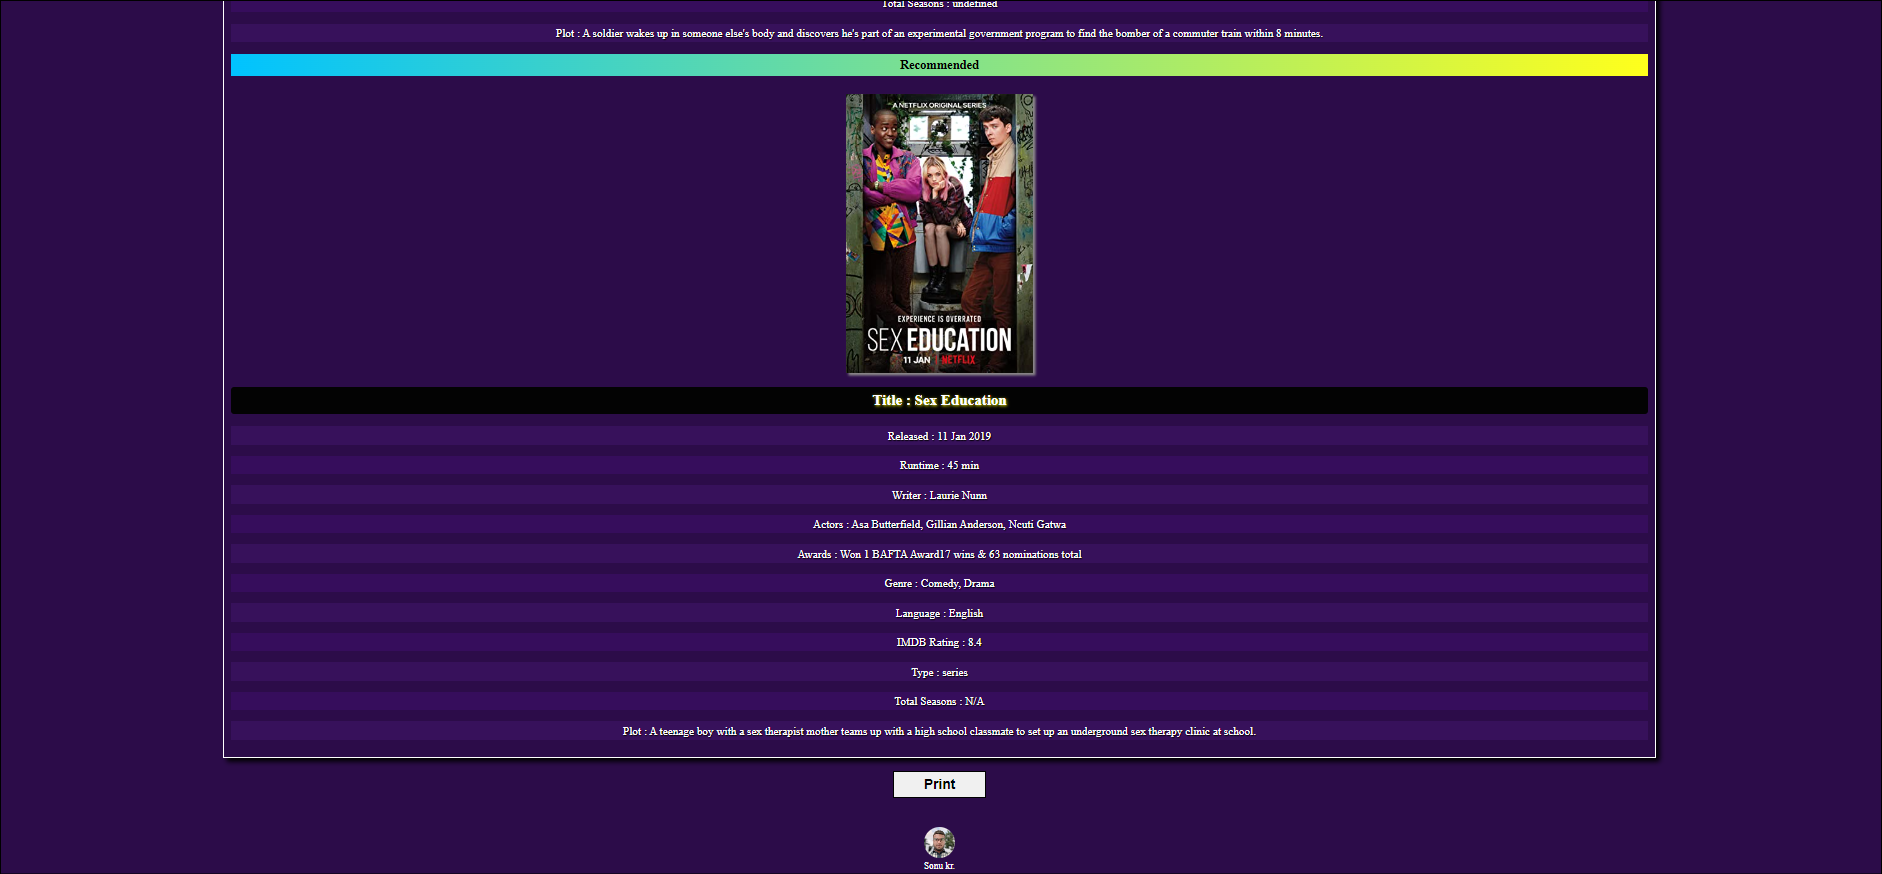 Total Seasons : undefined
Plot : A soldier wakes up in someone else's body and discovers he's part of an experimental government program to find the bomber of a commuter train within 8 minutes.
Recommended
A NETFLIX ORIGINAL SERIES
EXPERIENCE IS OVERRATED
SEX EDUCATION
11 JAN NETFLIX
Title : Sex Education
Released : 11 Jan 2019
Runtime : 45 min
Writer : Laurie Nunn
Actors : Asa Butterfield, Gillian Anderson, Ncuti Gatwa
Awards : Won 1 BAFTA Award17 wins & 63 nominations total
Genre : Comedy, Drama
Language : English
IMDB Rating : 8.4
Type : series
Total Seasons : N/A
Plot : A teenage boy with a sex therapist mother teams up with a high school classmate to set up an underground sex therapy clinic at school.
Print
Sonu kr.